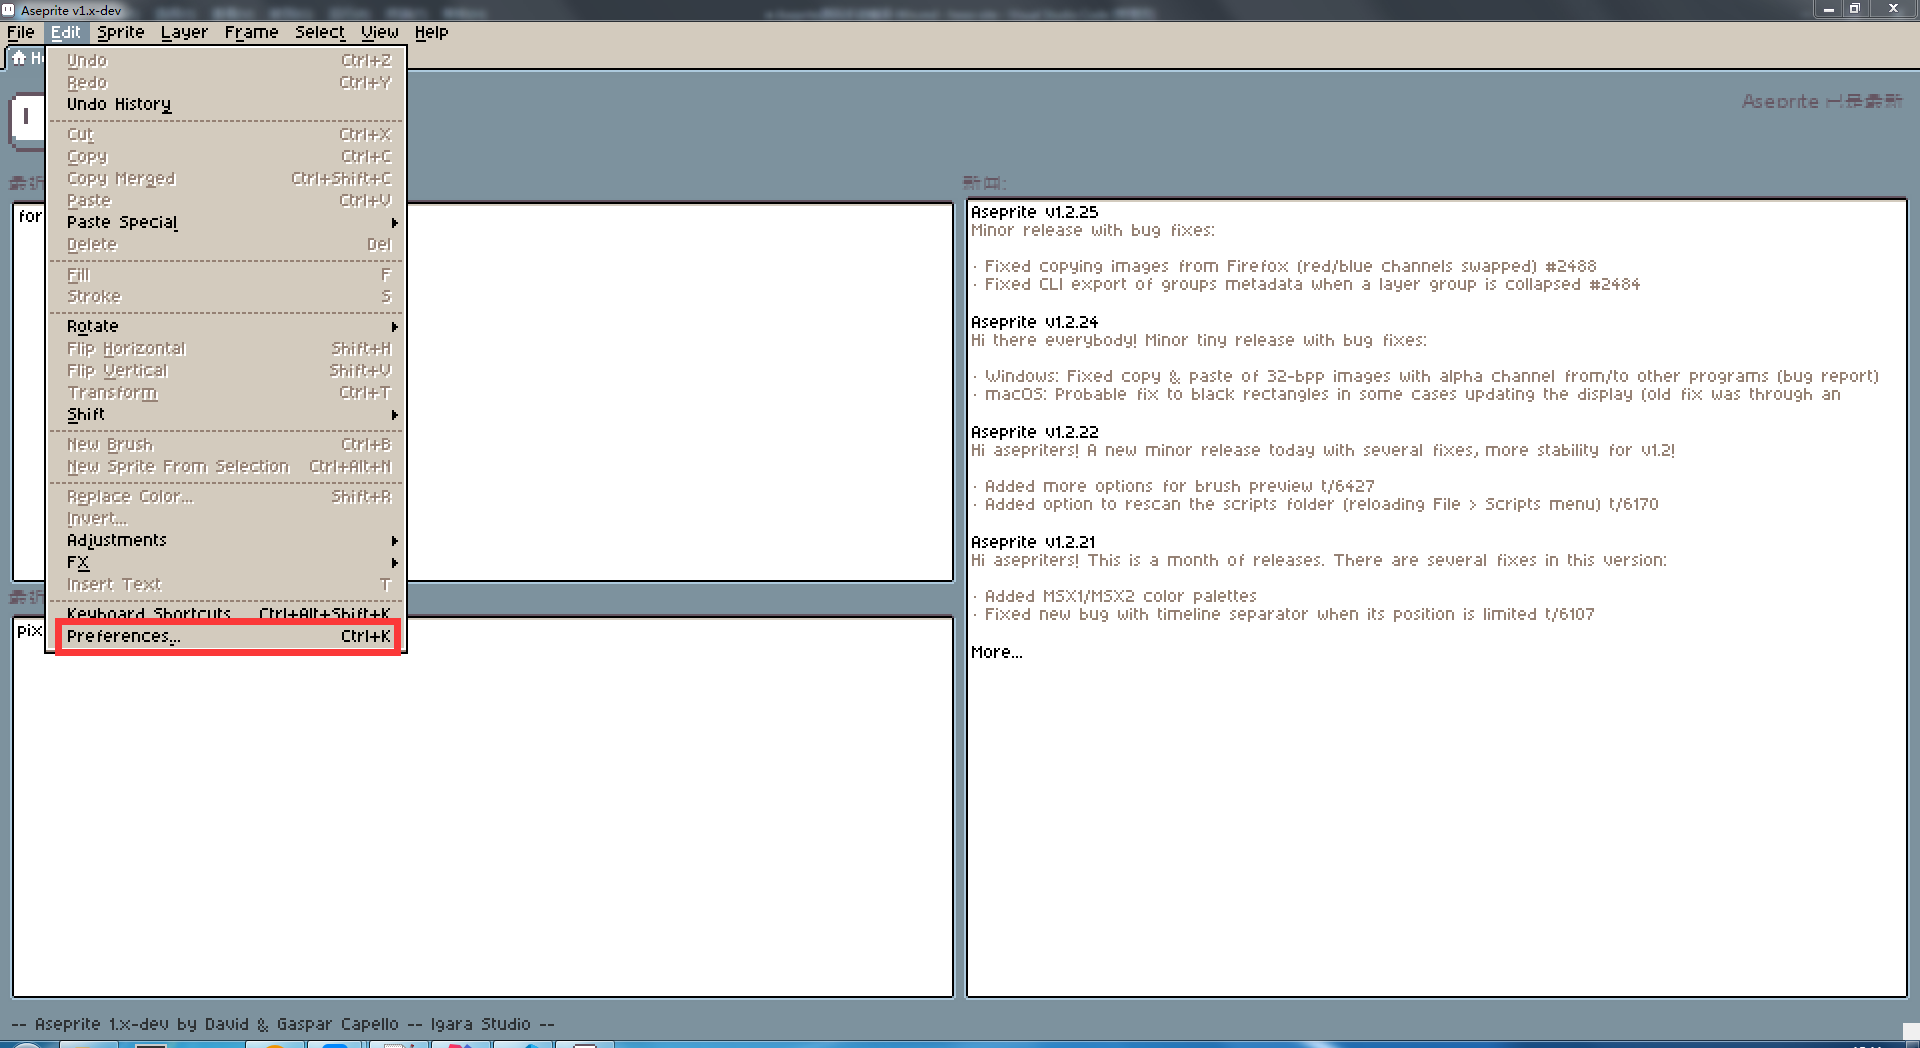 Aseprite v1.x-dev
File Edit Sprite Layer Frame Select View Help
Undo Ctrl+Z
Redo Ctrl+Y
Undo History
Cut Ctrl+X
Copy Ctrl+C
Copy Merged Ctrl+Shift+C
Paste Ctrl+V
Paste Special
Delete Del
Fill F
Stroke S
Rotate
Flip Horizontal Shift+H
Flip Vertical Shift+V
Transform Ctrl+T
Shift
New Brush Ctrl+B
New Sprite From Selection Ctrl+Alt+N
Replace Color... Shift+R
Invert...
Adjustments
FX
Insert Text T
Keyboard Shortcuts Ctrl+Alt+Shift+K
Preferences... Ctrl+K
for
Aseprite 已是最新
新闻:
Aseprite v1.2.25
Minor release with bug fixes:
· Fixed copying images from Firefox (red/blue channels swapped) #2488
· Fixed CLI export of groups metadata when a layer group is collapsed #2484
Aseprite v1.2.24
Hi there everybody! Minor tiny release with bug fixes:
· Windows: Fixed copy & paste of 32-bpp images with alpha channel from/to other programs (bug report)
· macOS: Probable fix to black rectangles in some cases updating the display (old fix was through an
Aseprite v1.2.22
Hi asepriters! A new minor release today with several fixes, more stability for v1.2!
· Added more options for brush preview t/6427
· Added option to rescan the scripts folder (reloading File > Scripts menu) t/6170
Aseprite v1.2.21
Hi asepriters! This is a month of releases. There are several fixes in this version:
· Added MSX1/MSX2 color palettes
· Fixed new bug with timeline separator when its position is limited t/6107
More...
-- Aseprite 1.x-dev by David & Gaspar Capello -- Igara Studio --